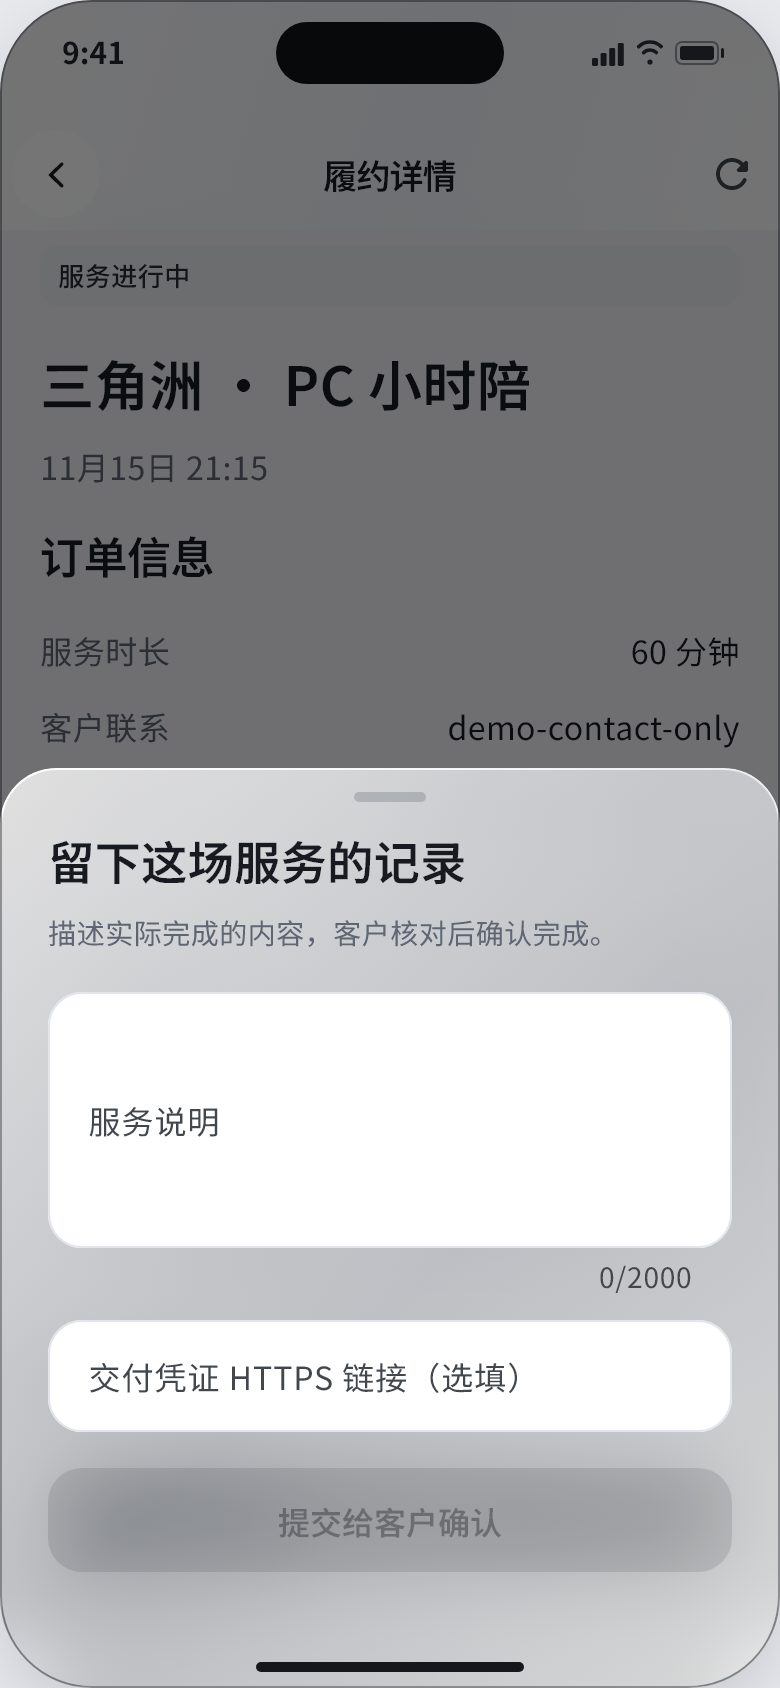 9:41
履约详情
服务进行中
三角洲 · PC 小时陪
11月15日 21:15
订单信息
服务时长 60 分钟
客户联系 demo-contact-only
留下这场服务的记录
描述实际完成的内容，客户核对后确认完成。
服务说明
0/2000
交付凭证 HTTPS 链接（选填）
提交给客户确认